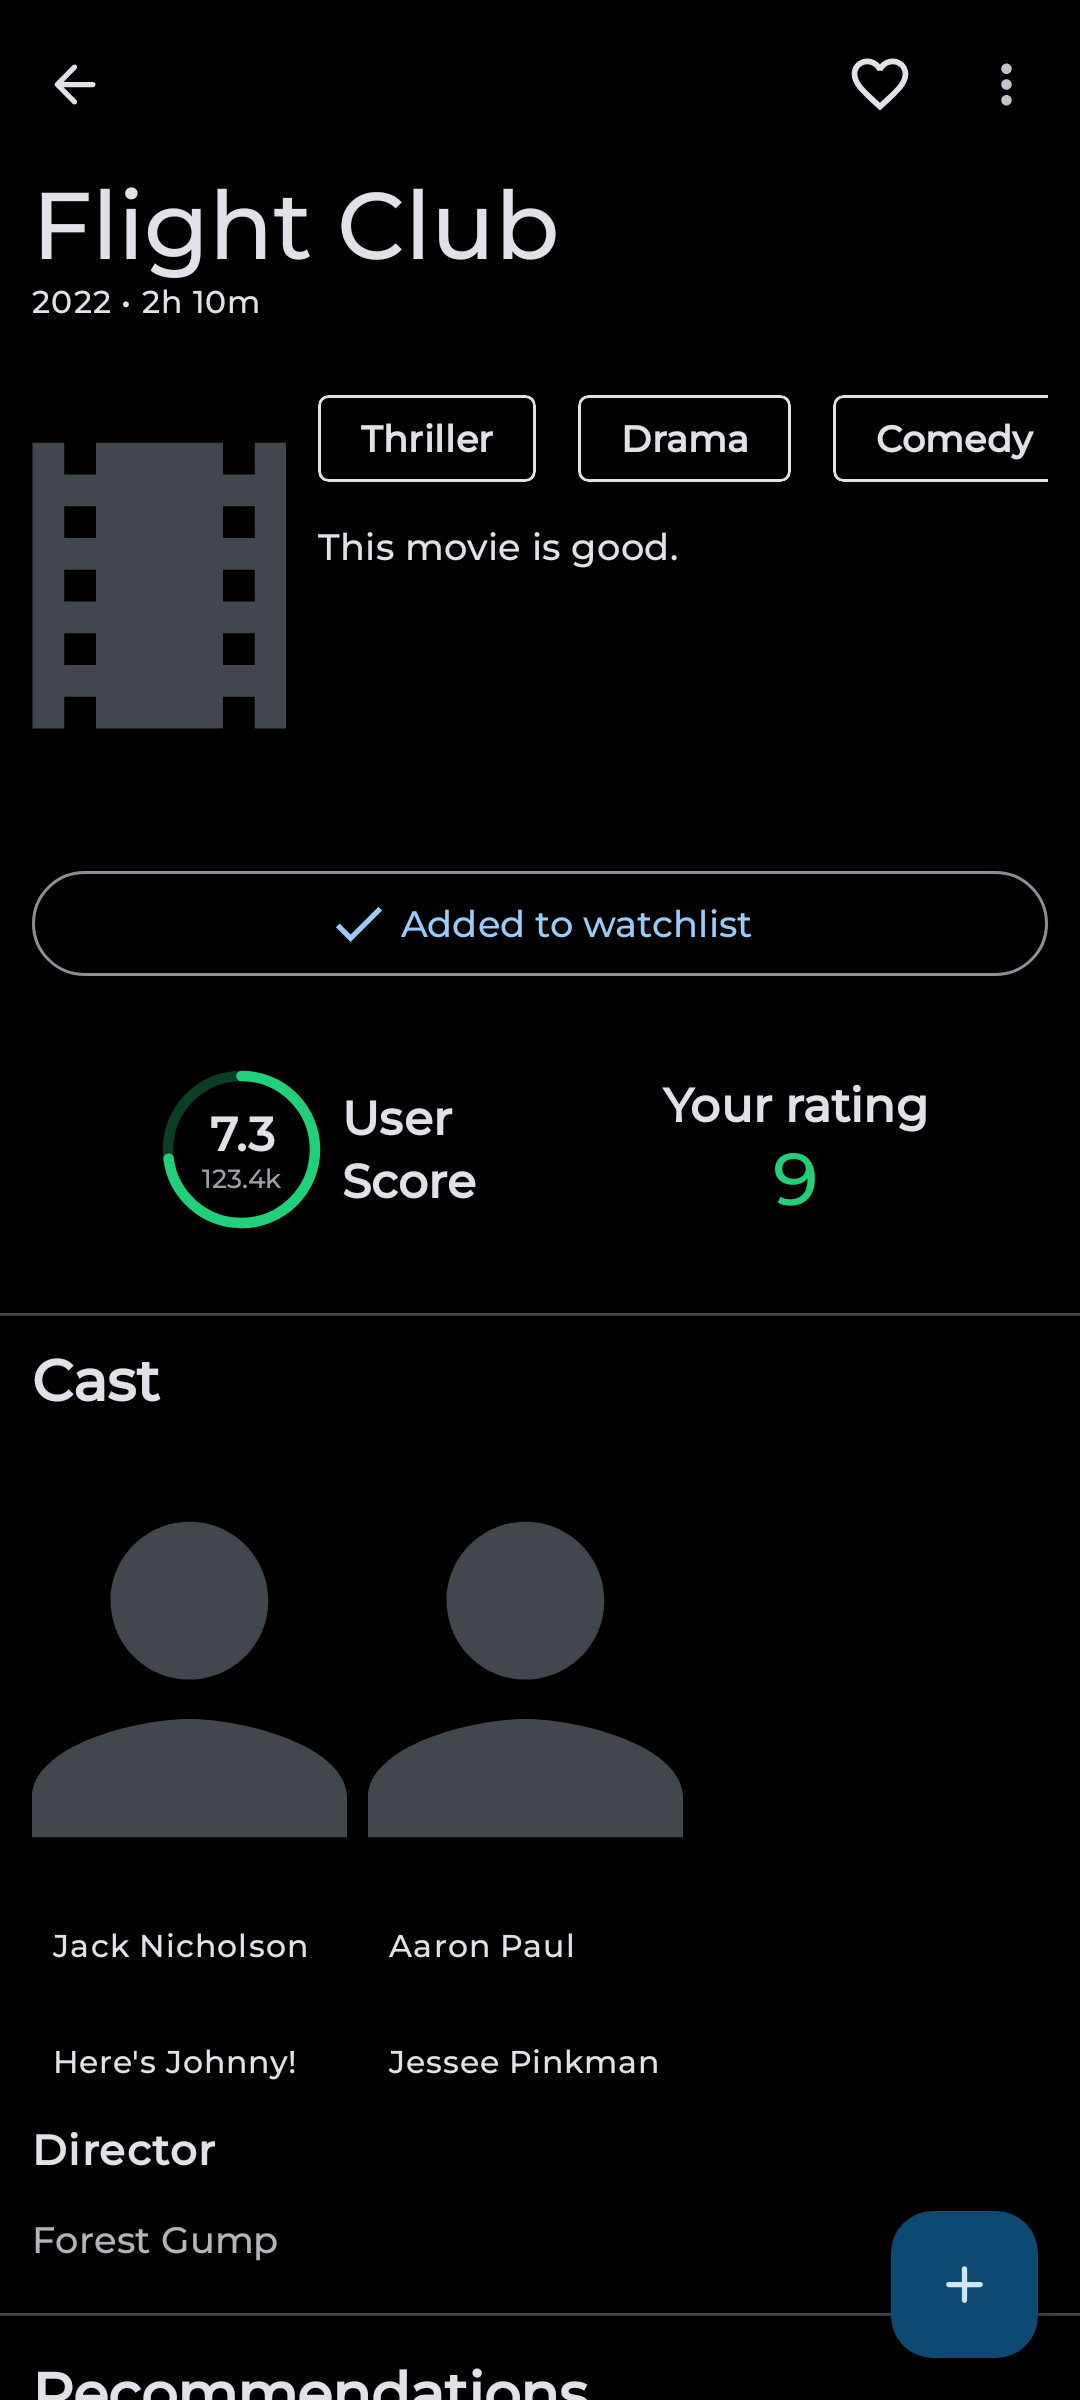 Flight Club
2022 • 2h 10m
Thriller
Drama
Comedy
This movie is good.
Added to watchlist
7.3
123.4k
User
Score
Your rating
9
Cast
Jack Nicholson
Aaron Paul
Here's Johnny!
Jessee Pinkman
Director
Forest Gump
Recommendations